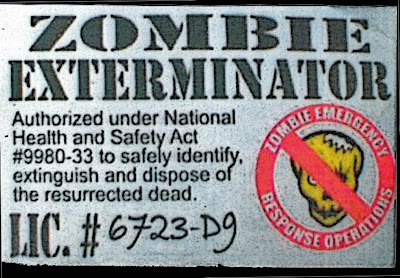 ZOMBIE
EXTERMINATOR
Authorized under National
Health and Safety Act
#9980-33 to safely identify,
extinguish and dispose of
the resurrected dead.
ZOMBIE EMERGENCY
RESPONSE OPERATIONS
LIC. # 6723-D9